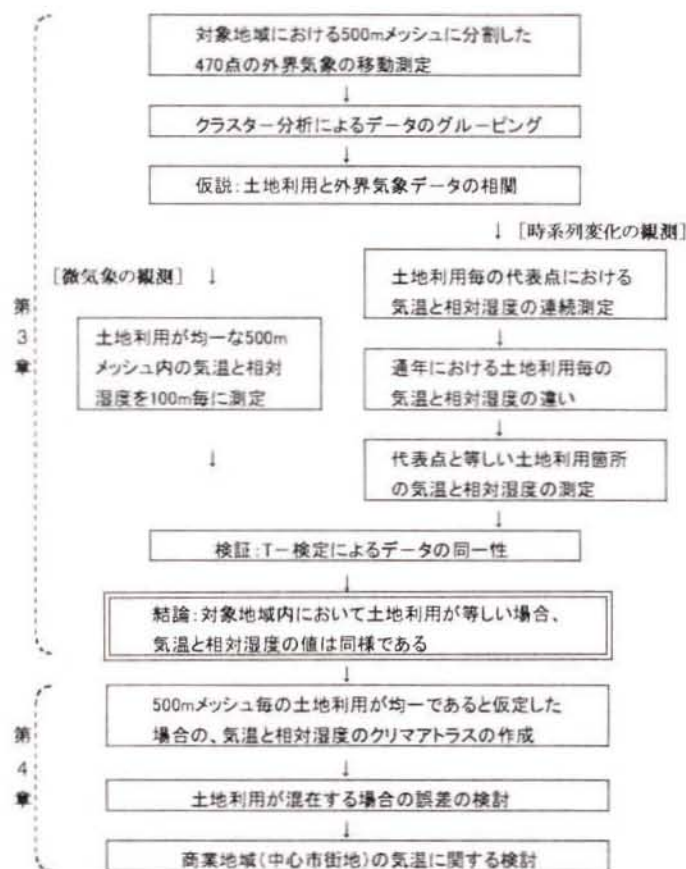 対象地域における500mメッシュに分割した
470点の外界気象の移動測定
↓
クラスター分析によるデータのグルーピング
↓
仮説:土地利用と外界気象データの相関
↓ [時系列変化の観測]
[微気象の観測] ↓
土地利用が均一な500m
メッシュ内の気温と相対
湿度を100m毎に測定
↓
土地利用毎の代表点における
気温と相対湿度の連続測定
↓
通年における土地利用毎の
気温と相対湿度の違い
↓
代表点と等しい土地利用箇所
の気温と相対湿度の測定
↓
検証:T-検定によるデータの同一性
↓
結論:対象地域内において土地利用が等しい場合、
気温と相対湿度の値は同様である
第3章
↓
500mメッシュ毎の土地利用が均一であると仮定した
場合の、気温と相対湿度のクリマアトラスの作成
↓
土地利用が混在する場合の誤差の検討
↓
商業地域(中心市街地)の気温に関する検討
第4章